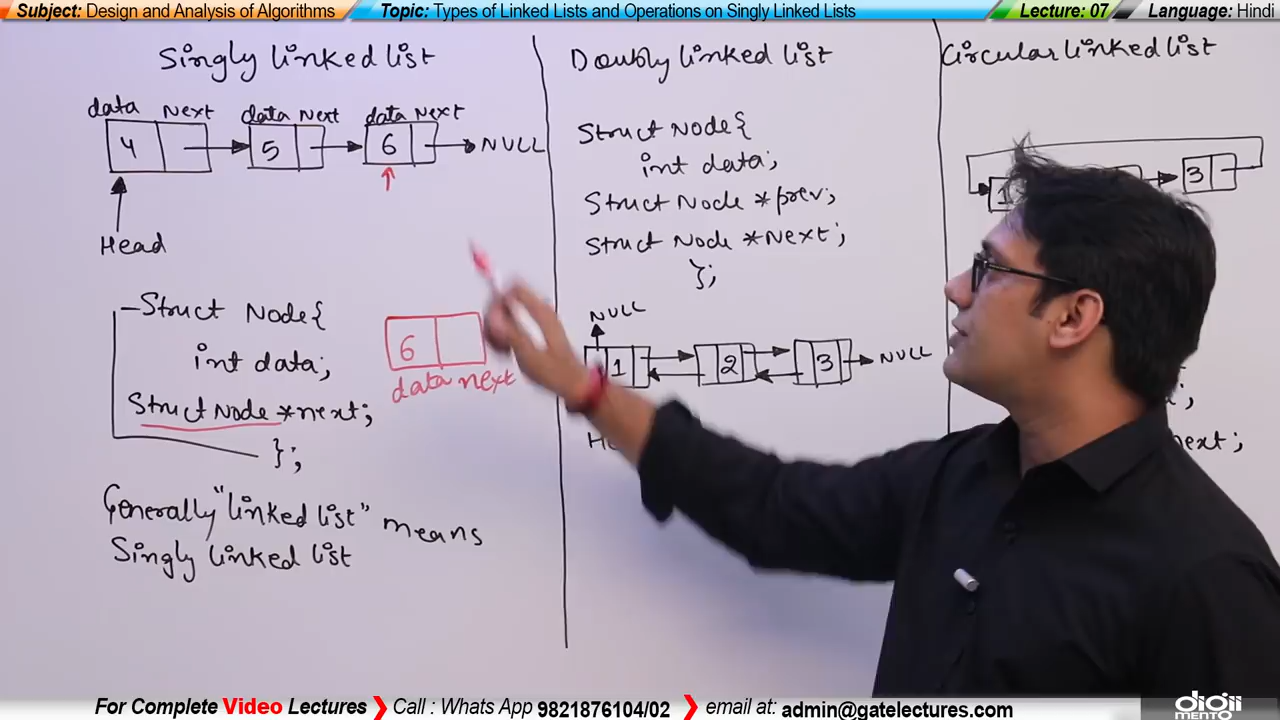 Subject: Design and Analysis of Algorithms
Topic: Types of Linked Lists and Operations on Singly Linked Lists
Lecture: 07
Language: Hindi
Singly linked list
data Next data Next data Next
4 5 6 NULL
Head
Struct Node{
int data;
Struct Node *next;
};
6
data next
Generally "linked list" means
Singly linked list
Doubly linked list
Struct Node{
int data;
Struct Node *prev;
Struct Node *Next;
};
NULL
1 2 3 NULL
Circular linked list
1 3
;
next;
For Complete Video Lectures
Call : Whats App 9821876104/02
email at: admin@gatelectures.com
digii
MENTO